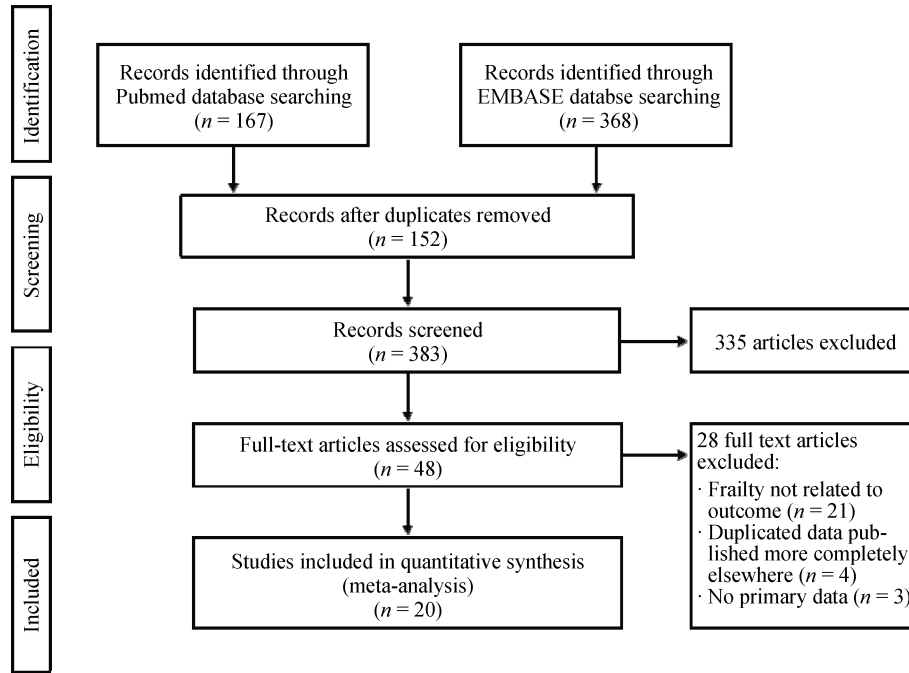 Identification
Records identified through
Pubmed database searching
(n = 167)
Records identified through
EMBASE databse searching
(n = 368)
Screening
Records after duplicates removed
(n = 152)
Records screened
(n = 383)
335 articles excluded
Eligibility
Full-text articles assessed for eligibility
(n = 48)
28 full text articles
excluded:
· Frailty not related to
outcome (n = 21)
· Duplicated data pub-
lished more completely
elsewhere (n = 4)
· No primary data (n = 3)
Included
Studies included in quantitative synthesis
(meta-analysis)
(n = 20)